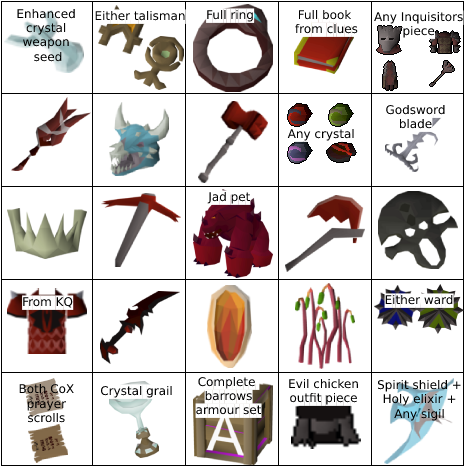 Enhanced
crystal
weapon
seed
Either talisman
Full ring
Full book
from clues
Any Inquisitors
piece
Any crystal
Godsword
blade
Jad pet
From KQ
Either ward
Both CoX
prayer
scrolls
Crystal grail
Complete
barrows
armour set
A
Evil chicken
outfit piece
Spirit shield +
Holy elixir +
Any sigil